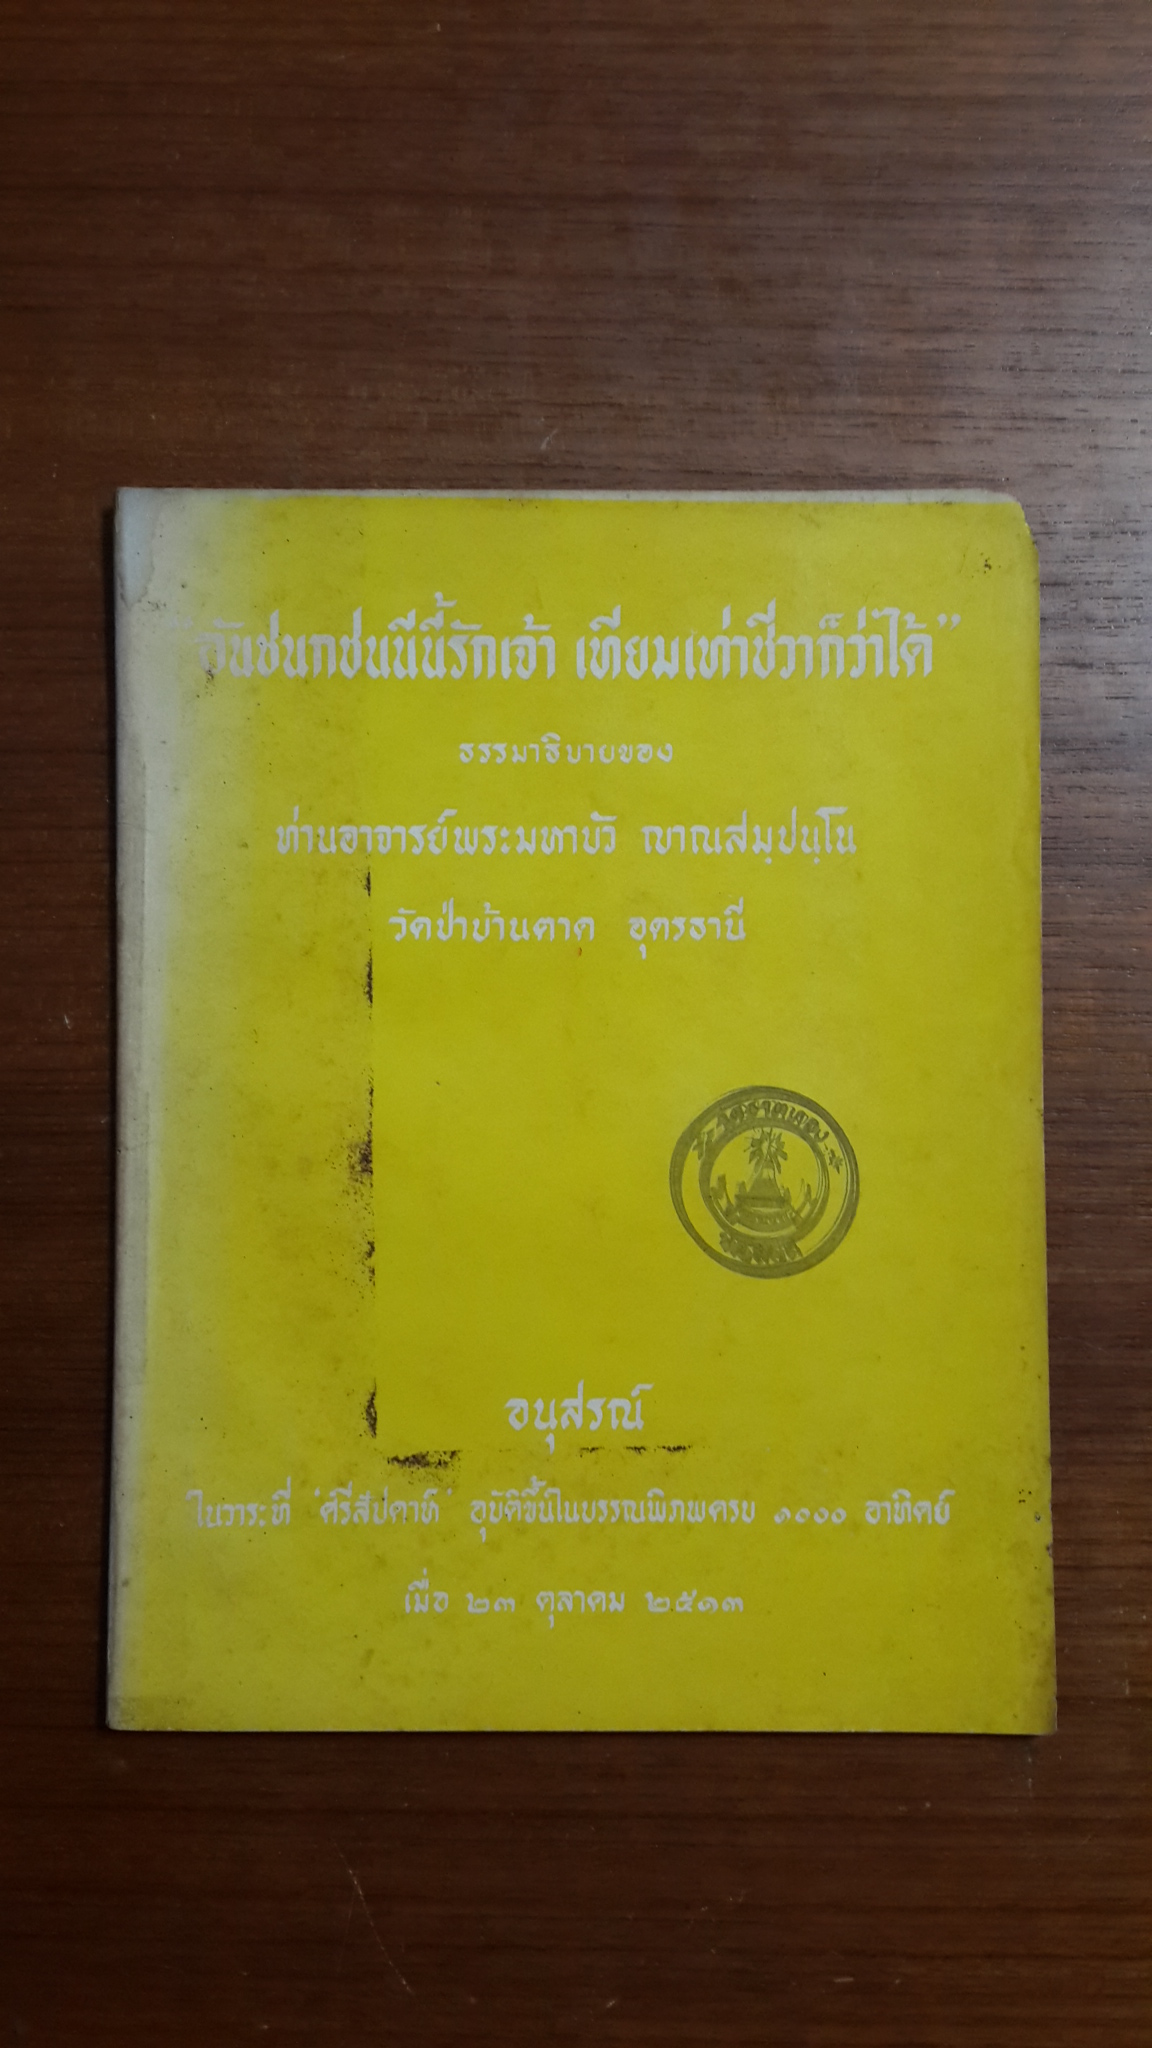 “อันชนกชนนีนี้รักเจ้า เทียมเท่าชีวาก็ว่าได้”
ธรรมาธิบายของ
ท่านอาจารย์พระมหาบัว ญาณสมฺปนฺโน
วัดป่าบ้านตาด อุดรธานี
อนุสรณ์
ในวาระที่ ‘ศรีสัปดาห์’ อุบัติขึ้นในบรรณพิภพครบ ๑๐๐๐ อาทิตย์
เมื่อ ๒๓ ตุลาคม ๒๕๑๓